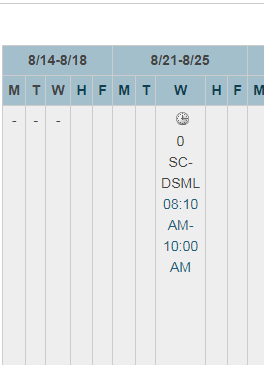 8/14-8/18 8/21-8/25
M T W H F M T W H F M
- - -
0
SC-
DSML
08:10
AM-
10:00
AM